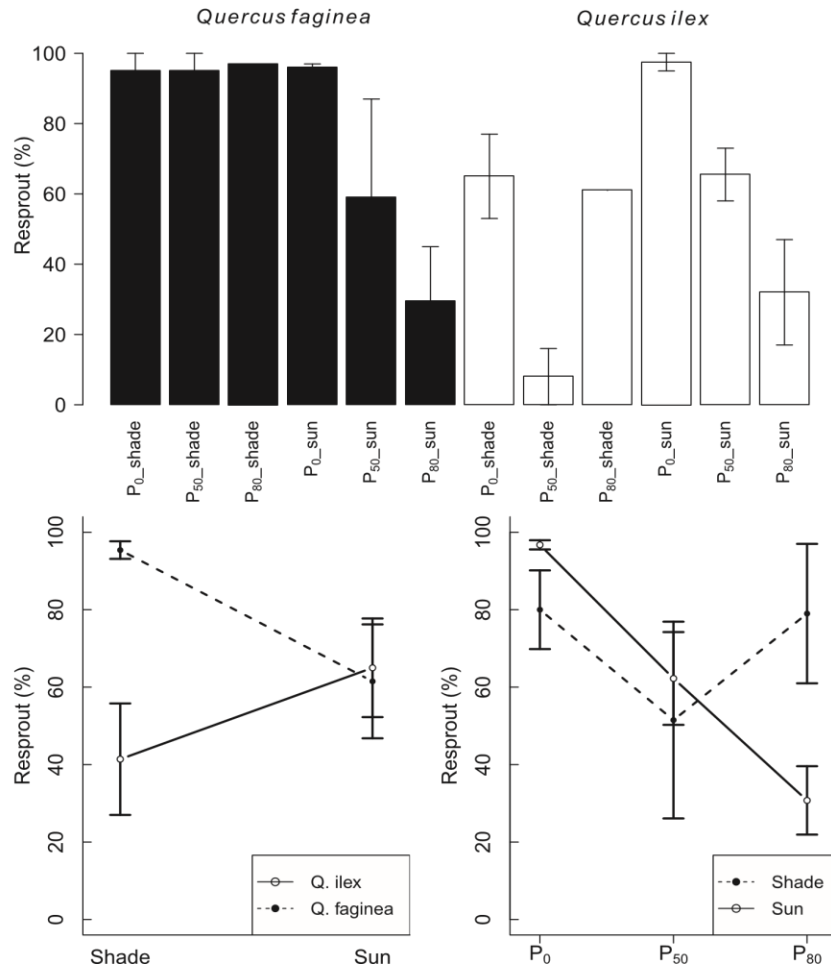 Quercus faginea
Quercus ilex
Resprout (%)
100
80
60
40
20
0
P0_shade
P50_shade
P80_shade
P0_sun
P50_sun
P80_sun
P0_shade
P50_shade
P80_shade
P0_sun
P50_sun
P80_sun
Resprout (%)
100
80
60
40
20
0
Q. ilex
Q. faginea
Shade
Sun
Resprout (%)
100
80
60
40
20
0
Shade
Sun
P0
P50
P80